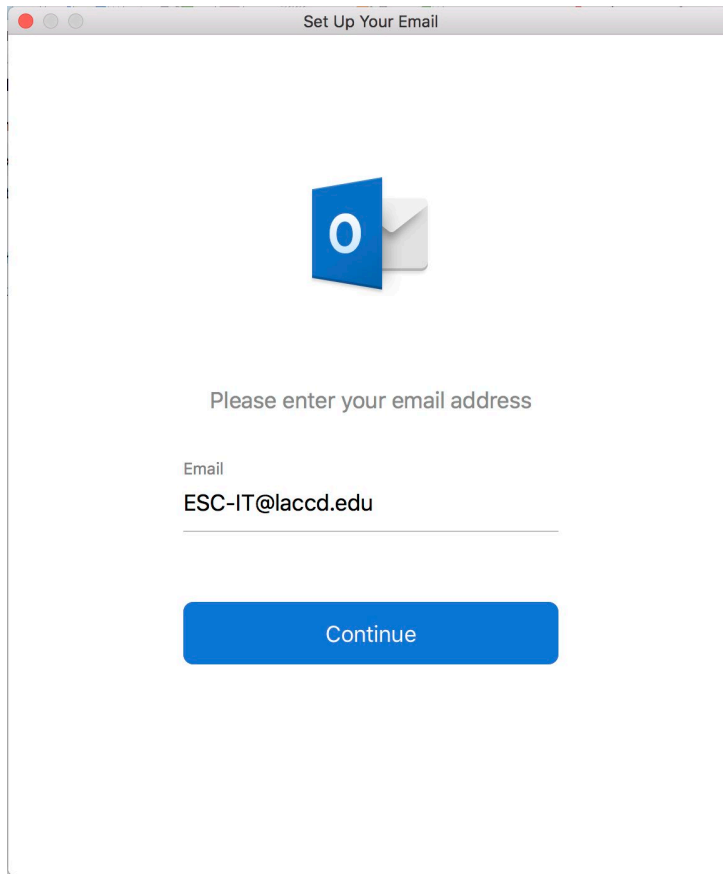 Set Up Your Email
O
Please enter your email address
Email
ESC-IT@laccd.edu
Continue